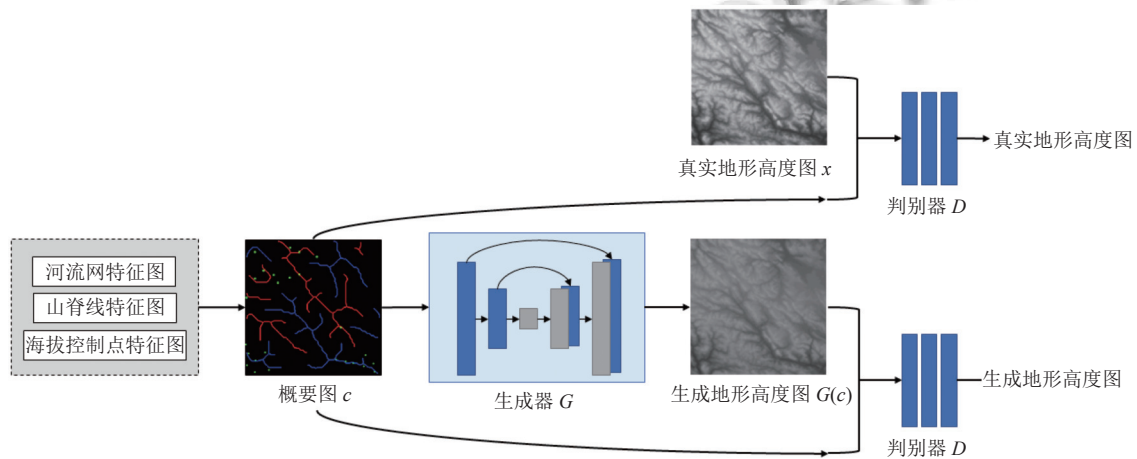 真实地形高度图 x
真实地形高度图
判别器 D
河流网特征图
山脊线特征图
海拔控制点特征图
概要图 c
生成器 G
生成地形高度图 G(c)
生成地形高度图
判别器 D